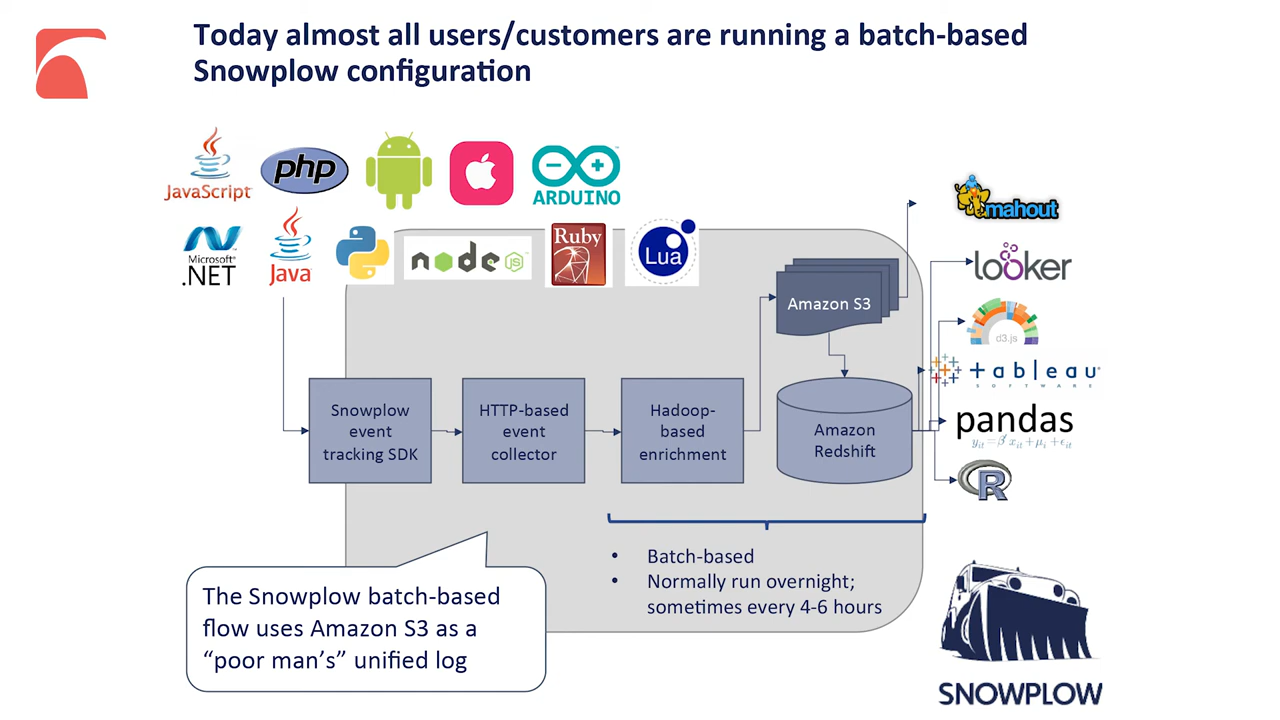 Today almost all users/customers are running a batch-based
Snowplow configuration
JavaScript
php
ARDUINO
Microsoft®
.NET
Java
node
JS
Ruby
Lua
mahout
looker
d3.js
+ableau®
SOFTWARE
pandas
R
Amazon S3
Snowplow
event
tracking SDK
HTTP-based
event
collector
Hadoop-
based
enrichment
Amazon
Redshift
• Batch-based
• Normally run overnight;
sometimes every 4-6 hours
The Snowplow batch-based
flow uses Amazon S3 as a
“poor man’s” unified log
SNOWPLOW